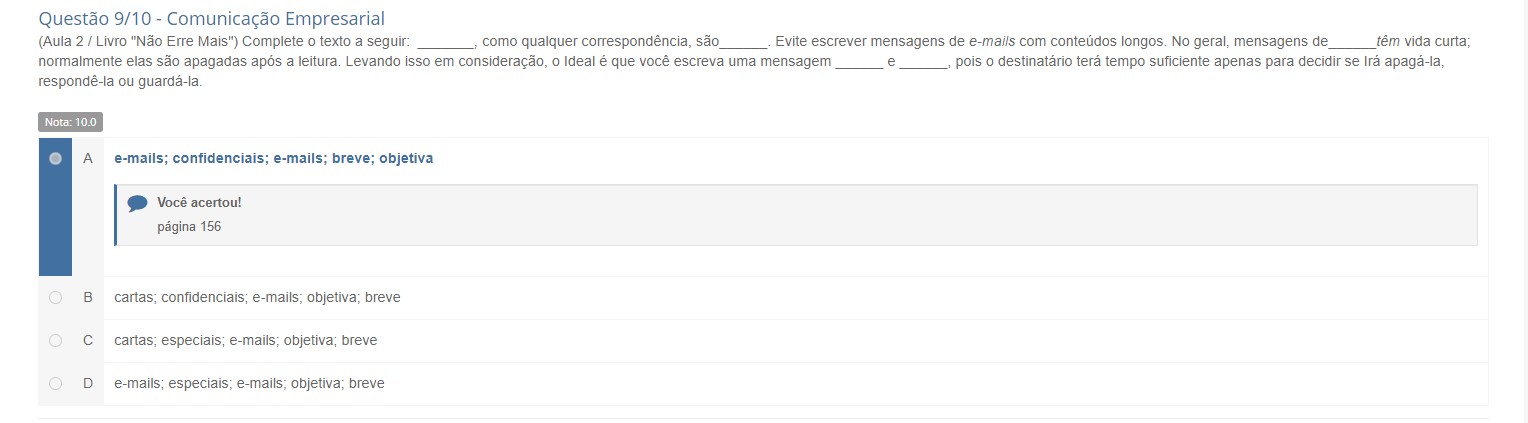 Questão 9/10 - Comunicação Empresarial
(Aula 2 / Livro "Não Erre Mais") Complete o texto a seguir: _______, como qualquer correspondência, são______. Evite escrever mensagens de e-mails com conteúdos longos. No geral, mensagens de______têm vida curta;
normalmente elas são apagadas após a leitura. Levando isso em consideração, o Ideal é que você escreva uma mensagem ______ e ______, pois o destinatário terá tempo suficiente apenas para decidir se Irá apagá-la,
respondê-la ou guardá-la.
Nota: 10.0
A e-mails; confidenciais; e-mails; breve; objetiva
Você acertou!
página 156
B cartas; confidenciais; e-mails; objetiva; breve
C cartas; especiais; e-mails; objetiva; breve
D e-mails; especiais; e-mails; objetiva; breve